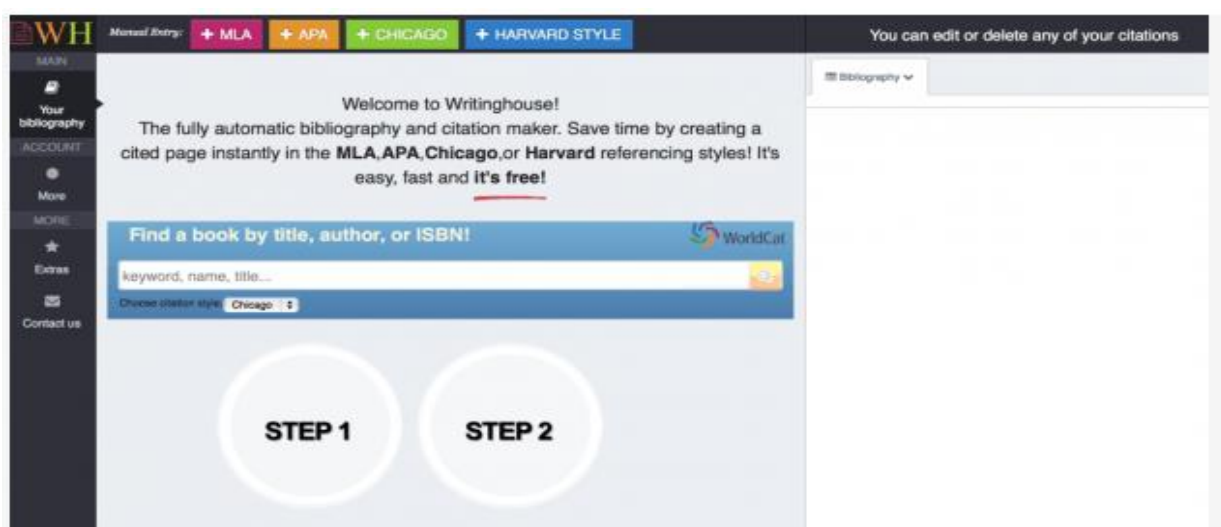 WH
Manual Entry:
+ MLA
+ APA
+ CHICAGO
+ HARVARD STYLE
You can edit or delete any of your citations
MAIN
Your
bibliography
ACCOUNT
More
MORE
Extras
Contact us
Welcome to Writinghouse!
The fully automatic bibliography and citation maker. Save time by creating a
cited page instantly in the MLA,APA,Chicago,or Harvard referencing styles! It's
easy, fast and it's free!
Find a book by title, author, or ISBN!
WorldCat
keyword, name, title...
Choose citation style: Chicago
STEP 1
STEP 2
Bibliography